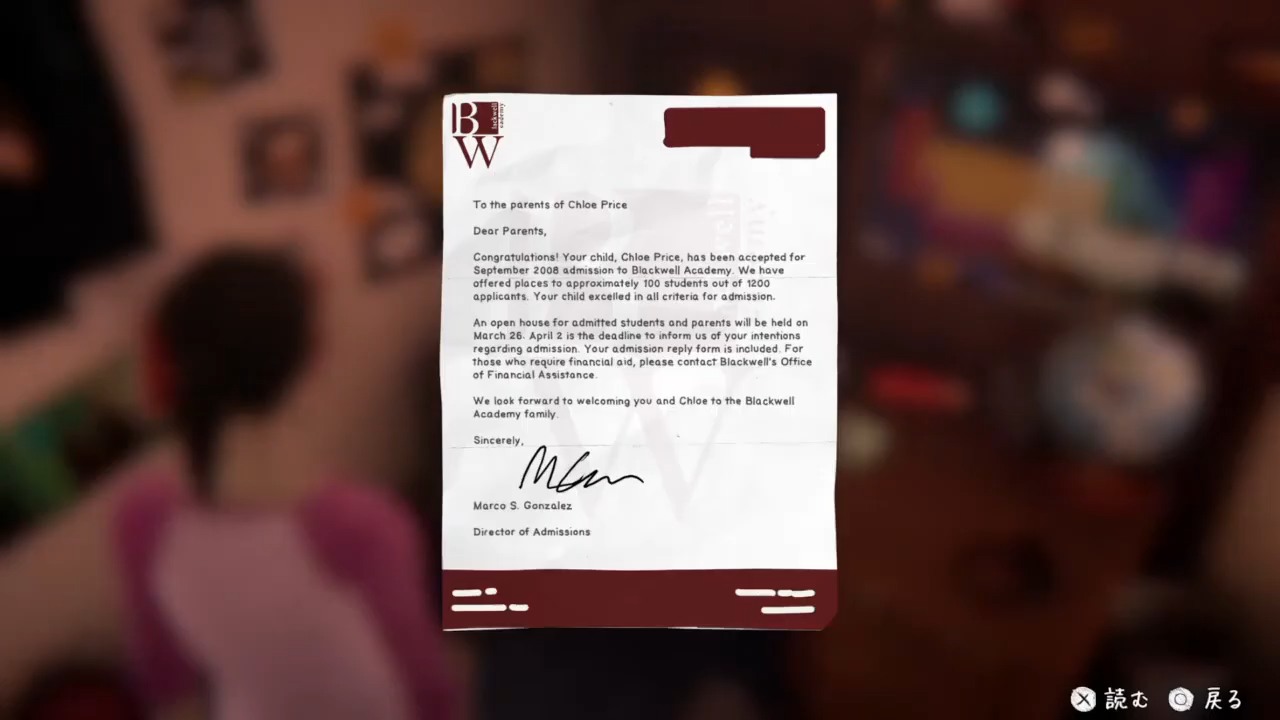 BW
lackwell
cademy
To the parents of Chloe Price
Dear Parents,
Congratulations! Your child, Chloe Price, has been accepted for
September 2008 admission to Blackwell Academy. We have
offered places to approximately 100 students out of 1200
applicants. Your child excelled in all criteria for admission.
An open house for admitted students and parents will be held on
March 26. April 2 is the deadline to inform us of your intentions
regarding admission. Your admission reply form is included. For
those who require financial aid, please contact Blackwell's Office
of Financial Assistance.
We look forward to welcoming you and Chloe to the Blackwell
Academy family.
Sincerely,
Marco S. Gonzalez
Director of Admissions
読む 戻る